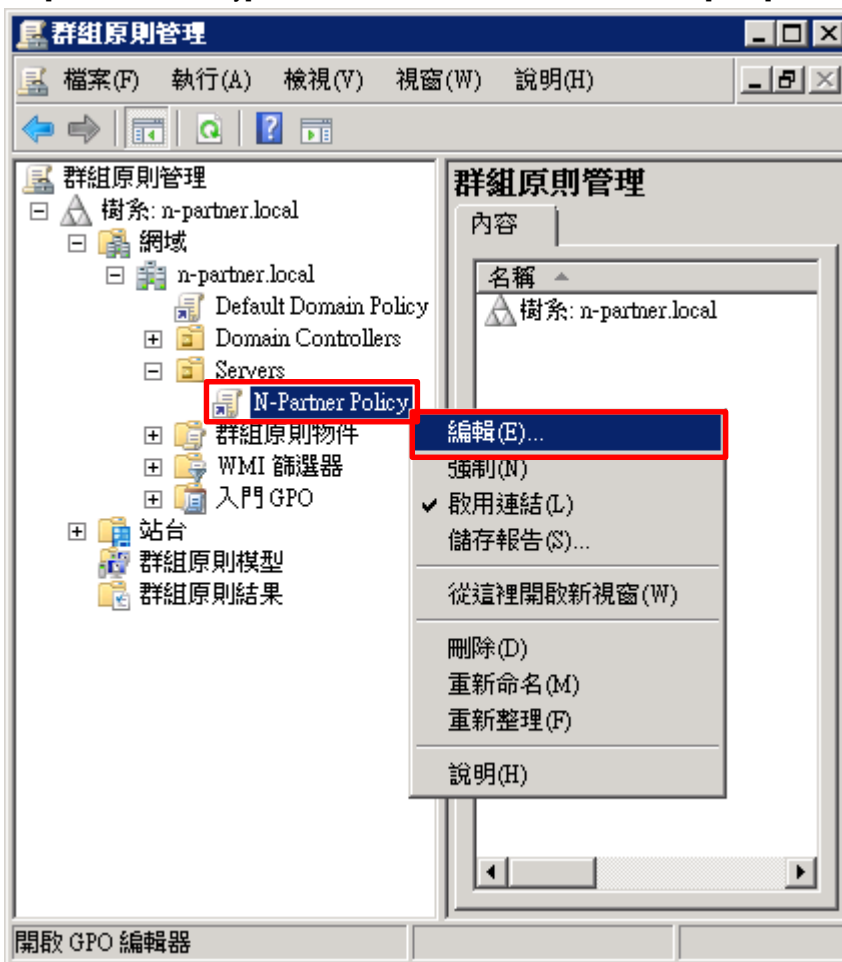 群組原則管理
檔案(F) 執行(A) 檢視(V) 視窗(W) 說明(H)
群組原則管理
樹系: n-partner.local
網域
n-partner.local
Default Domain Policy
Domain Controllers
Servers
N-Partner Policy
群組原則物件
WMI 篩選器
入門 GPO
站台
群組原則模型
群組原則結果
群組原則管理
內容
名稱
樹系: n-partner.local
編輯(E)...
強制(N)
啟用連結(L)
儲存報告(S)...
從這裡開啟新視窗(W)
刪除(D)
重新命名(M)
重新整理(F)
說明(H)
開啟 GPO 編輯器